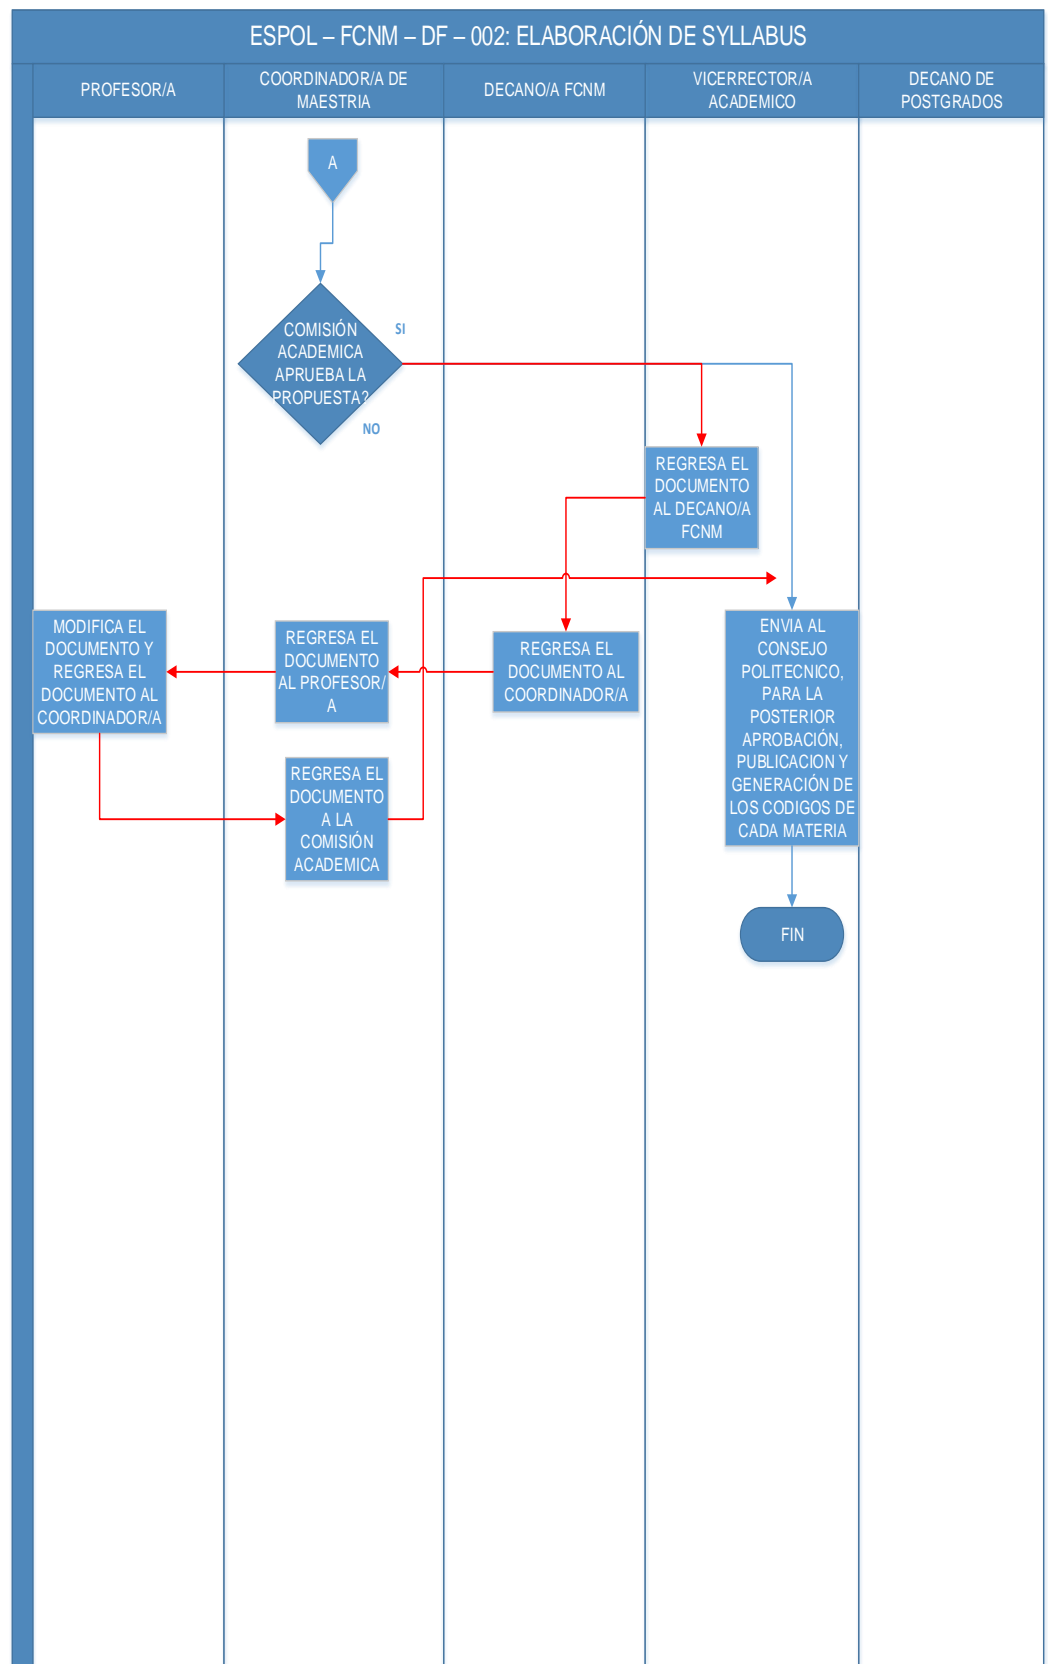 ESPOL – FCNM – DF – 002: ELABORACIÓN DE SYLLABUS
PROFESOR/A
COORDINADOR/A DE
MAESTRIA
DECANO/A FCNM
VICERRECTOR/A
ACADEMICO
DECANO DE
POSTGRADOS
A
COMISIÓN
ACADEMICA
APRUEBA LA
PROPUESTA?
SI
NO
REGRESA EL
DOCUMENTO
AL DECANO/A
FCNM
MODIFICA EL
DOCUMENTO Y
REGRESA EL
DOCUMENTO AL
COORDINADOR/A
REGRESA EL
DOCUMENTO
AL PROFESOR/
A
REGRESA EL
DOCUMENTO AL
COORDINADOR/A
ENVIA AL
CONSEJO
POLITECNICO,
PARA LA
POSTERIOR
APROBACIÓN,
PUBLICACION Y
GENERACIÓN DE
LOS CODIGOS DE
CADA MATERIA
REGRESA EL
DOCUMENTO
A LA
COMISIÓN
ACADEMICA
FIN